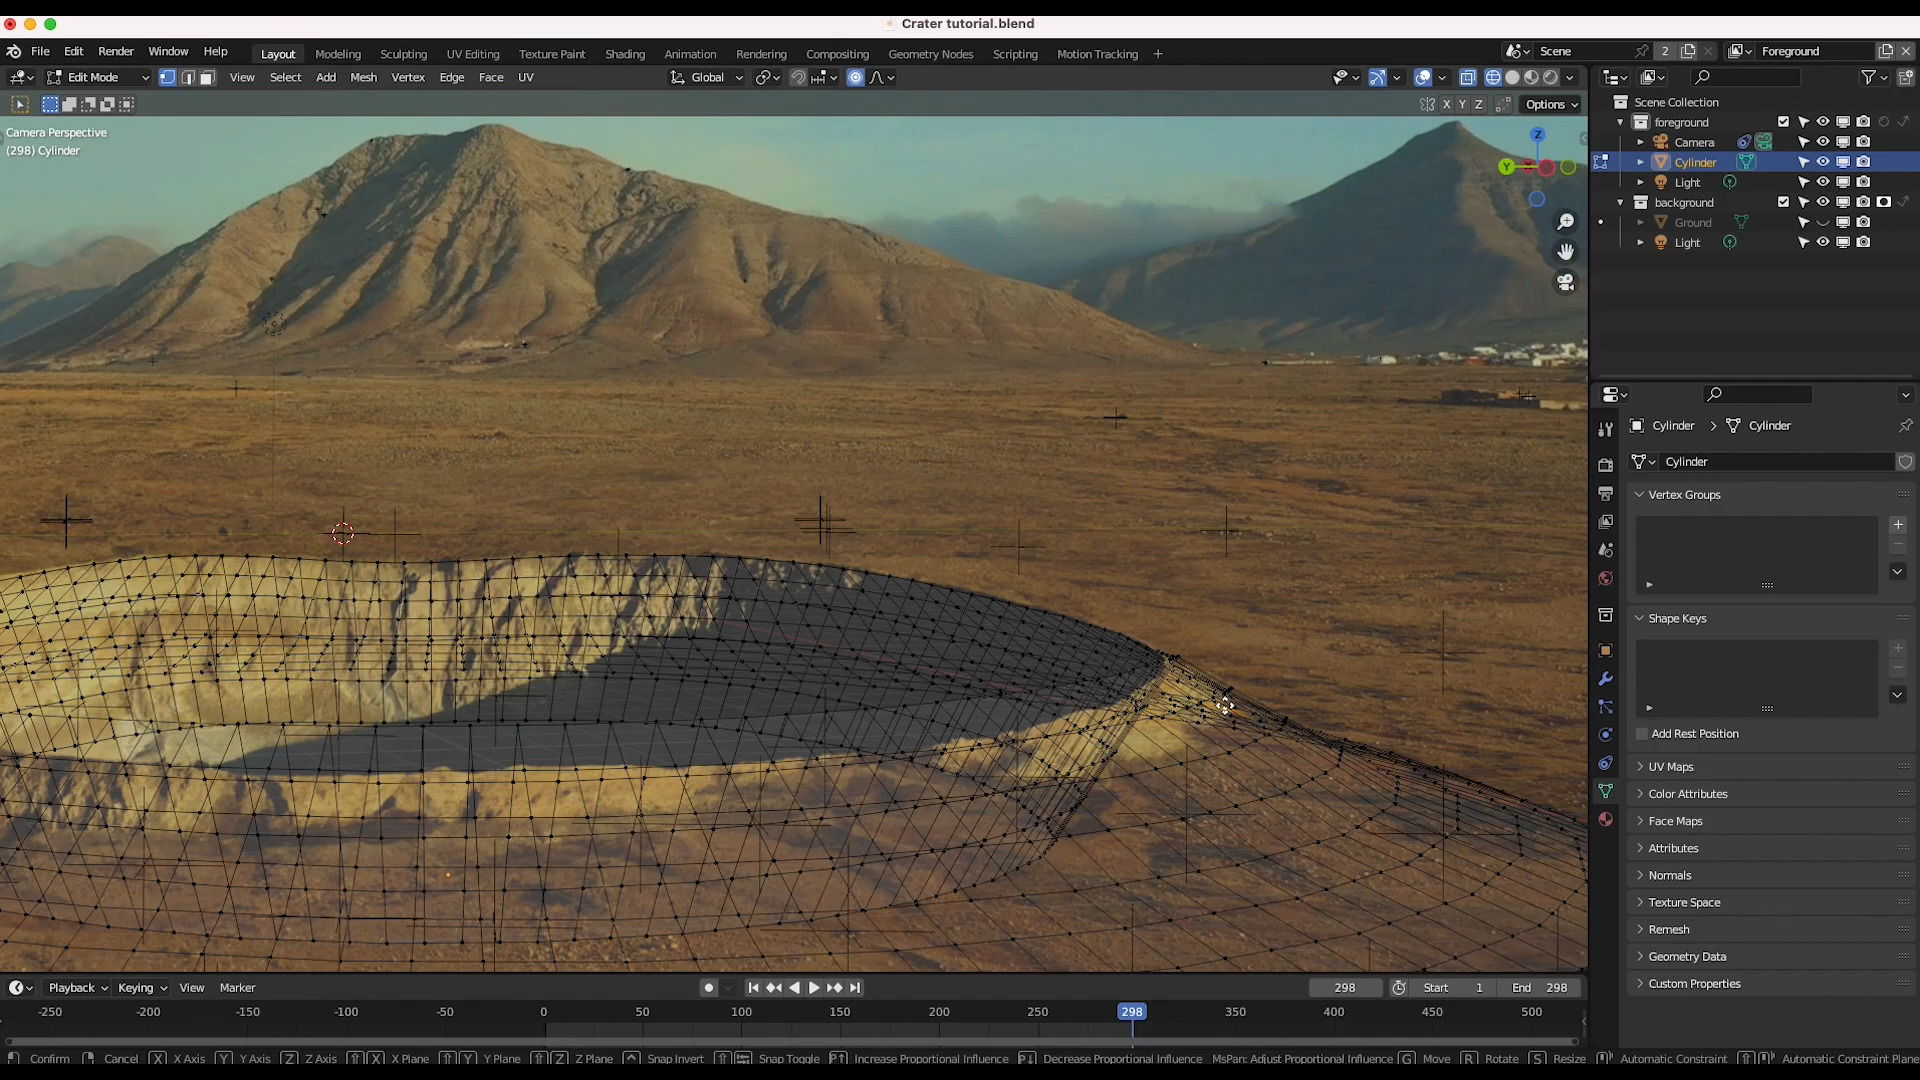 Crater tutorial.blend
File Edit Render Window Help Layout Modeling Sculpting UV Editing Texture Paint Shading Animation Rendering Compositing Geometry Nodes Scripting Motion Tracking + Scene 2 Foreground
Edit Mode View Select Add Mesh Vertex Edge Face UV Global
X Y Z Options
Camera Perspective
(298) Cylinder
Z
Y
Scene Collection
foreground
Camera
Cylinder
Light
background
Ground
Light
Cylinder > Cylinder
Cylinder
Vertex Groups
Shape Keys
Add Rest Position
UV Maps
Color Attributes
Face Maps
Attributes
Normals
Texture Space
Remesh
Geometry Data
Custom Properties
Playback Keying View Marker 298 Start 1 End 298
-250 -200 -150 -100 -50 0 50 100 150 200 250 298 350 400 450 500
Confirm Cancel X X Axis Y Y Axis Z Z Axis X X Plane Y Y Plane Z Z Plane Snap Invert Snap Toggle P↑ Increase Proportional Influence P↓ Decrease Proportional Influence MsPan: Adjust Proportional Influence G Move R Rotate S Resize Automatic Constraint Automatic Constraint Plane